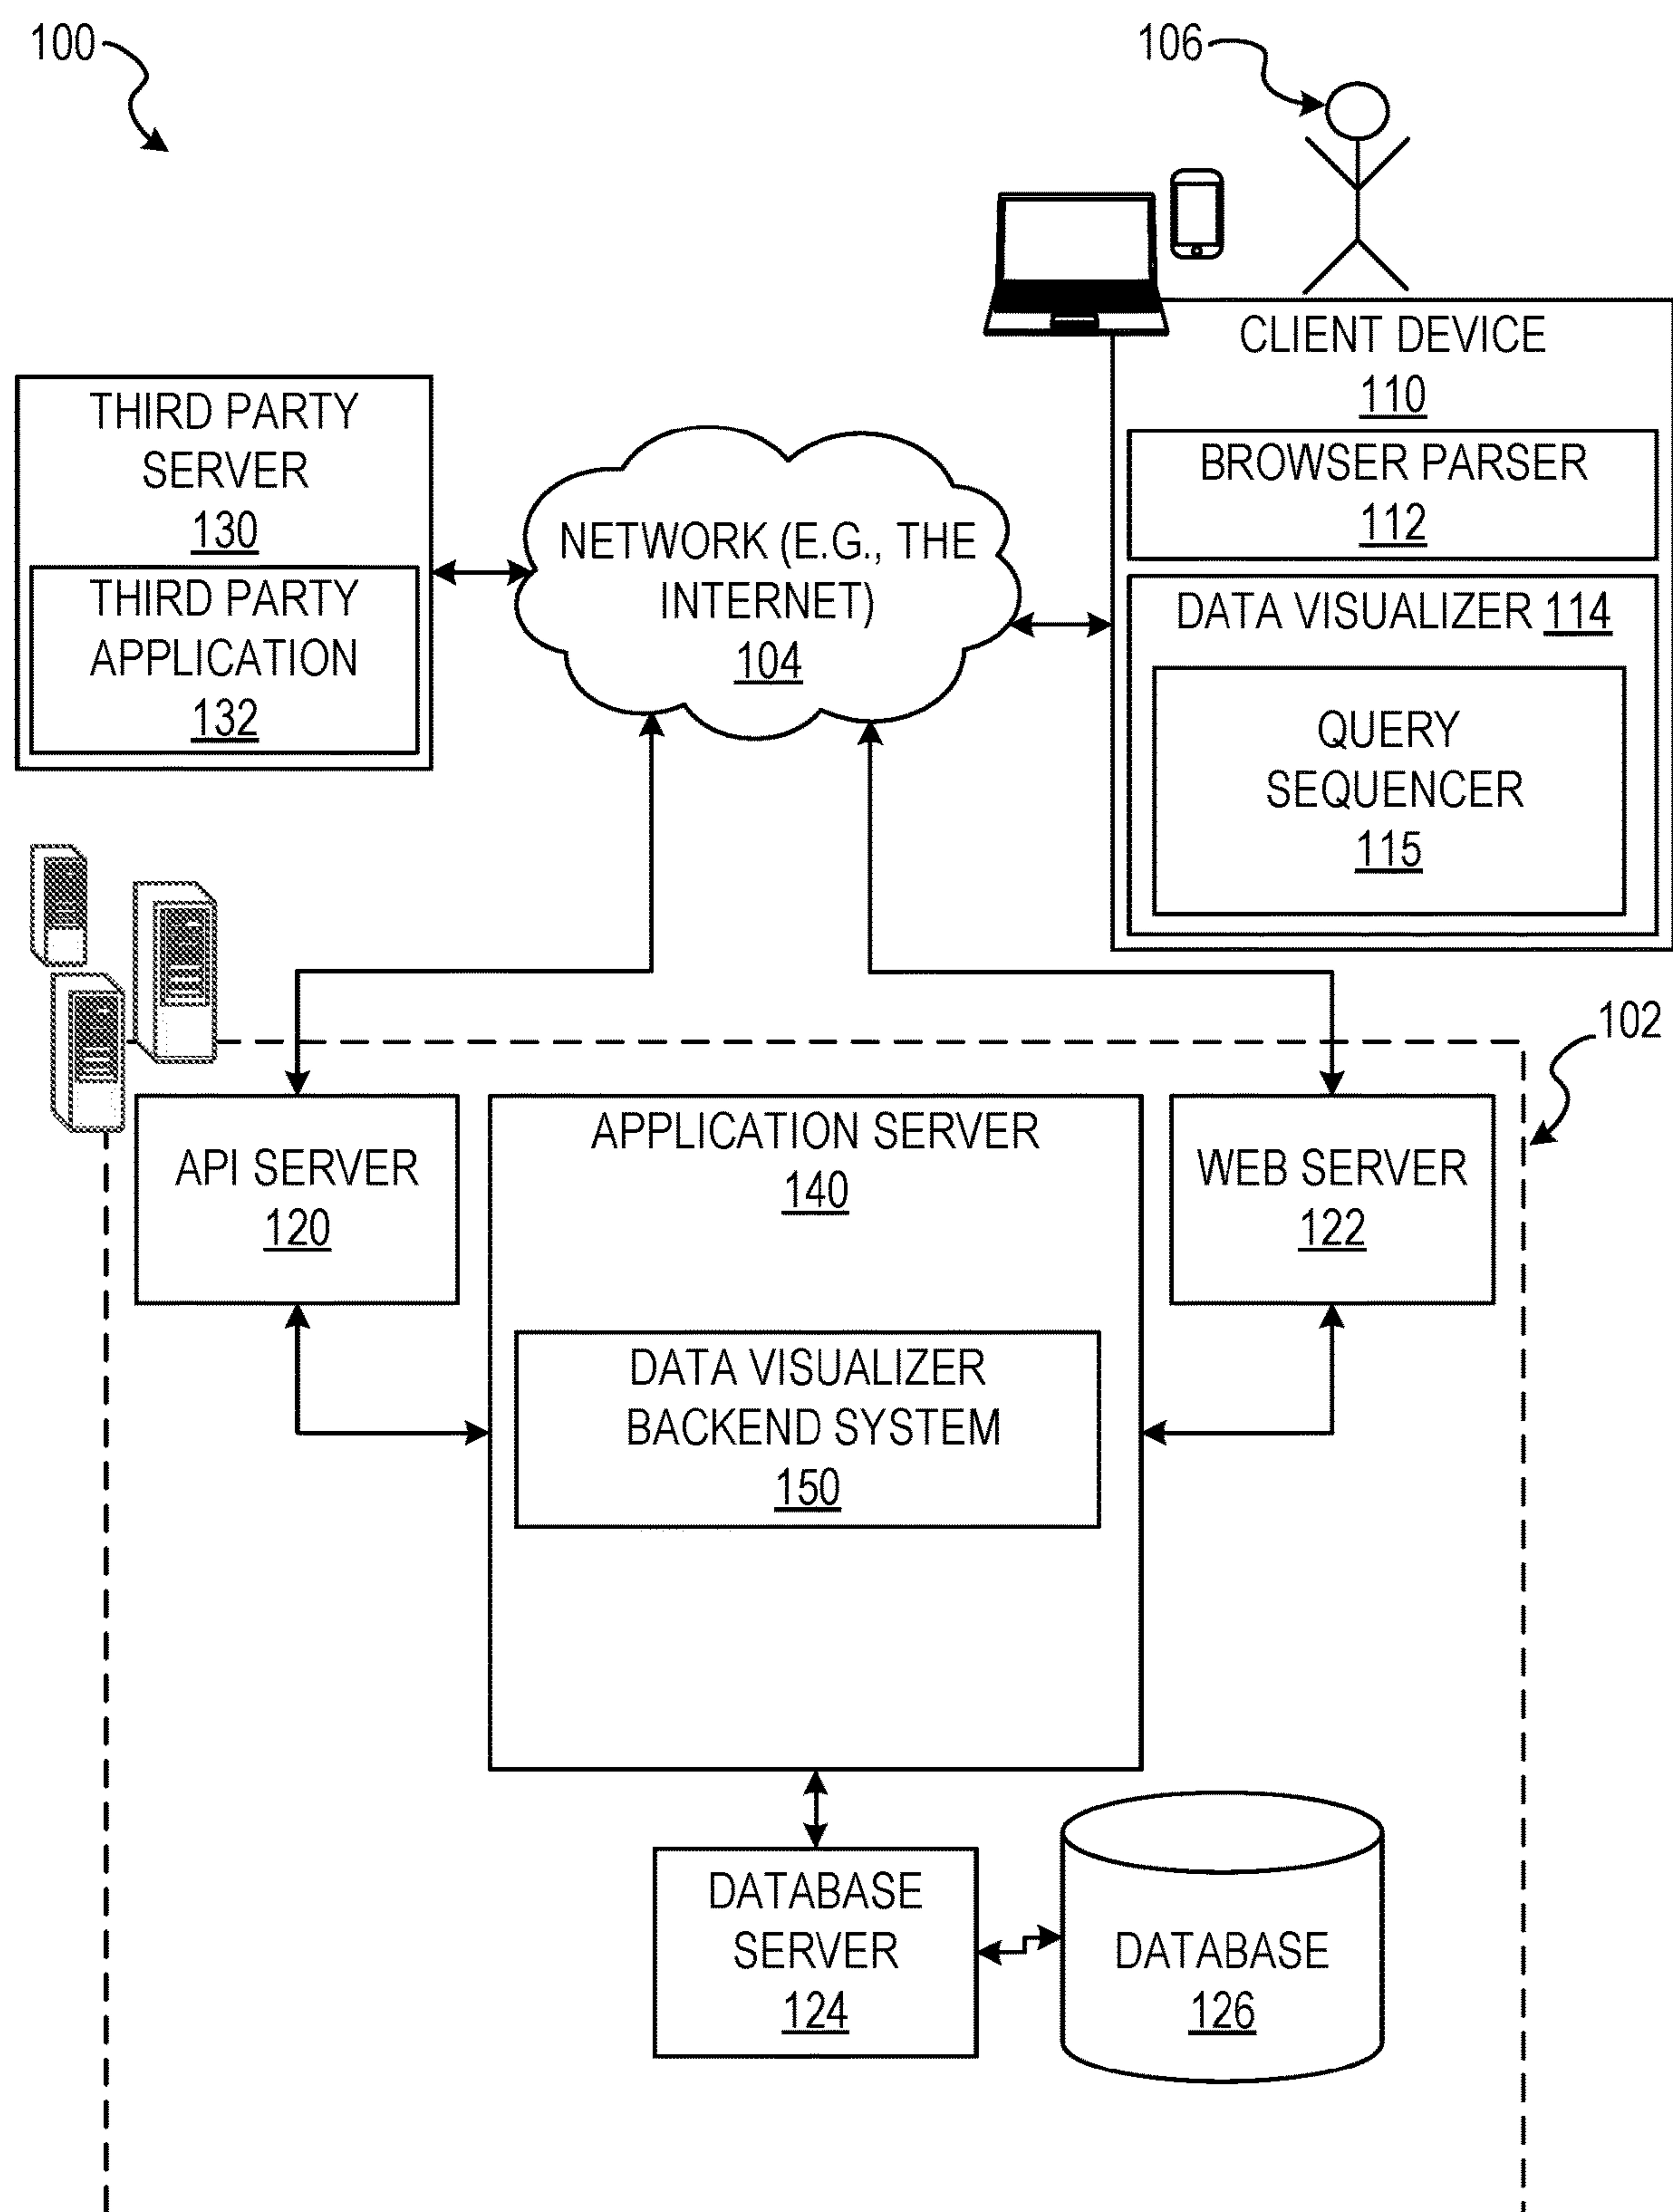 100
106
CLIENT DEVICE
110
BROWSER PARSER
112
DATA VISUALIZER 114
QUERY
SEQUENCER
115
THIRD PARTY
SERVER
130
THIRD PARTY
APPLICATION
132
NETWORK (E.G., THE
INTERNET)
104
102
API SERVER
120
APPLICATION SERVER
140
DATA VISUALIZER
BACKEND SYSTEM
150
WEB SERVER
122
DATABASE
SERVER
124
DATABASE
126